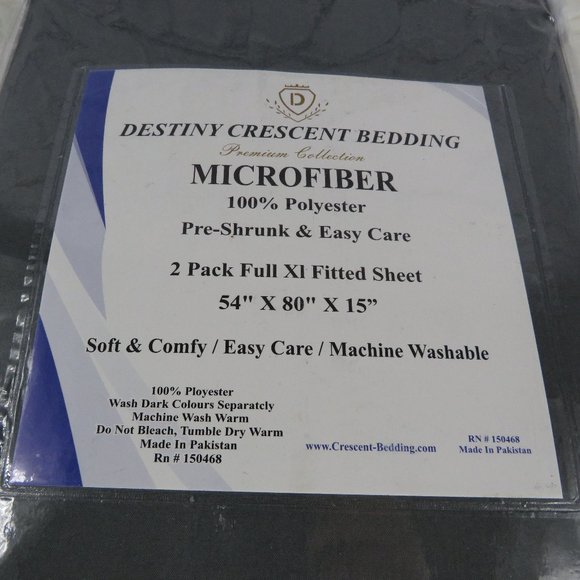 D
DESTINY CRESCENT BEDDING
Premium Collection
MICROFIBER
100% Polyester
Pre-Shrunk & Easy Care
2 Pack Full Xl Fitted Sheet
54" X 80" X 15”
Soft & Comfy / Easy Care / Machine Washable
100% Ployester
Wash Dark Colours Separatcly
Machine Wash Warm
Do Not Bleach, Tumble Dry Warm
Made In Pakistan
Rn # 150468
www.Crescent-Bedding.com
RN # 150468
Made In Pakistan